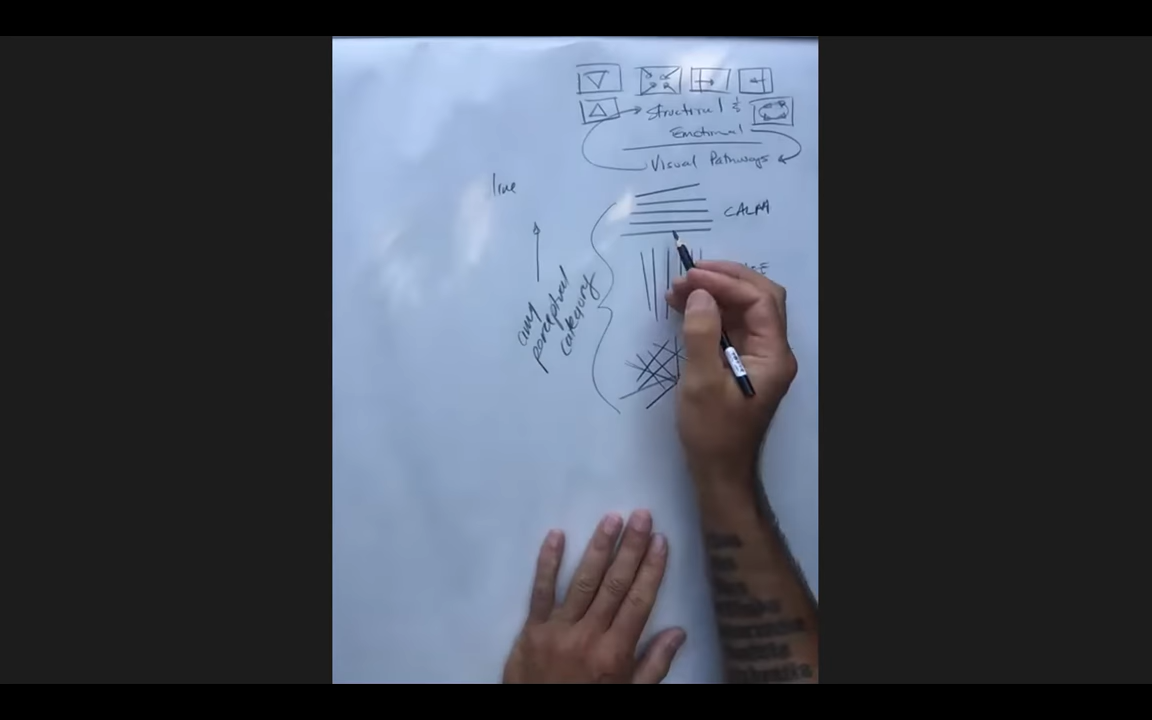 Structural &
Emotional
Visual Pathways
line
CALM
any
perceptual
category